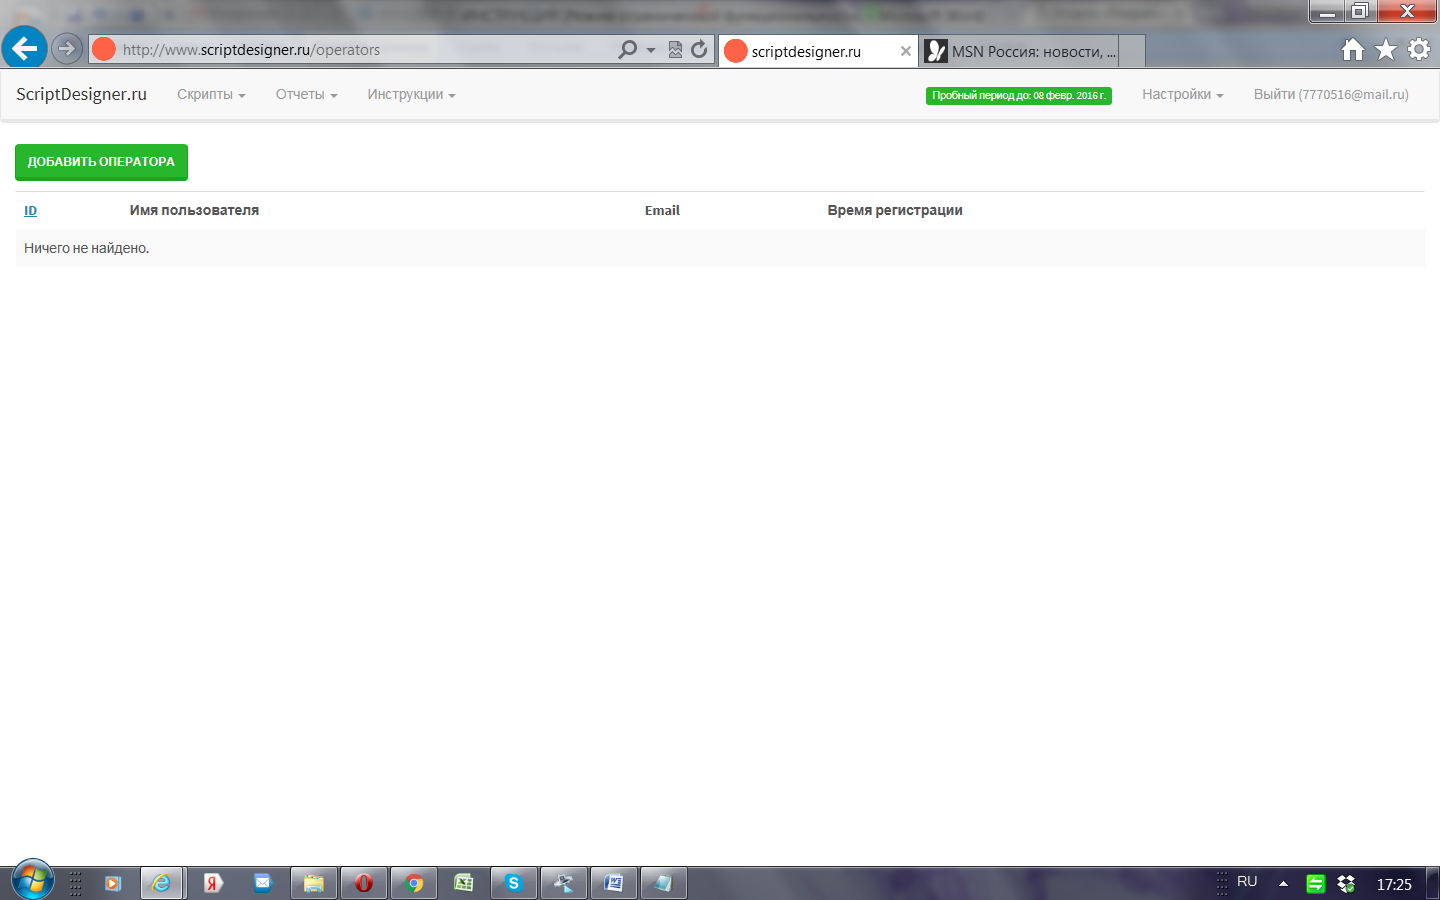 http://www.scriptdesigner.ru/operators
scriptdesigner.ru
MSN Россия: новости, ...
ScriptDesigner.ru
Скрипты
Отчеты
Инструкции
Пробный период до: 08 февр. 2016 г.
Настройки
Выйти (7770516@mail.ru)
ДОБАВИТЬ ОПЕРАТОРА
ID Имя пользователя Email Время регистрации
Ничего не найдено.
RU
17:25